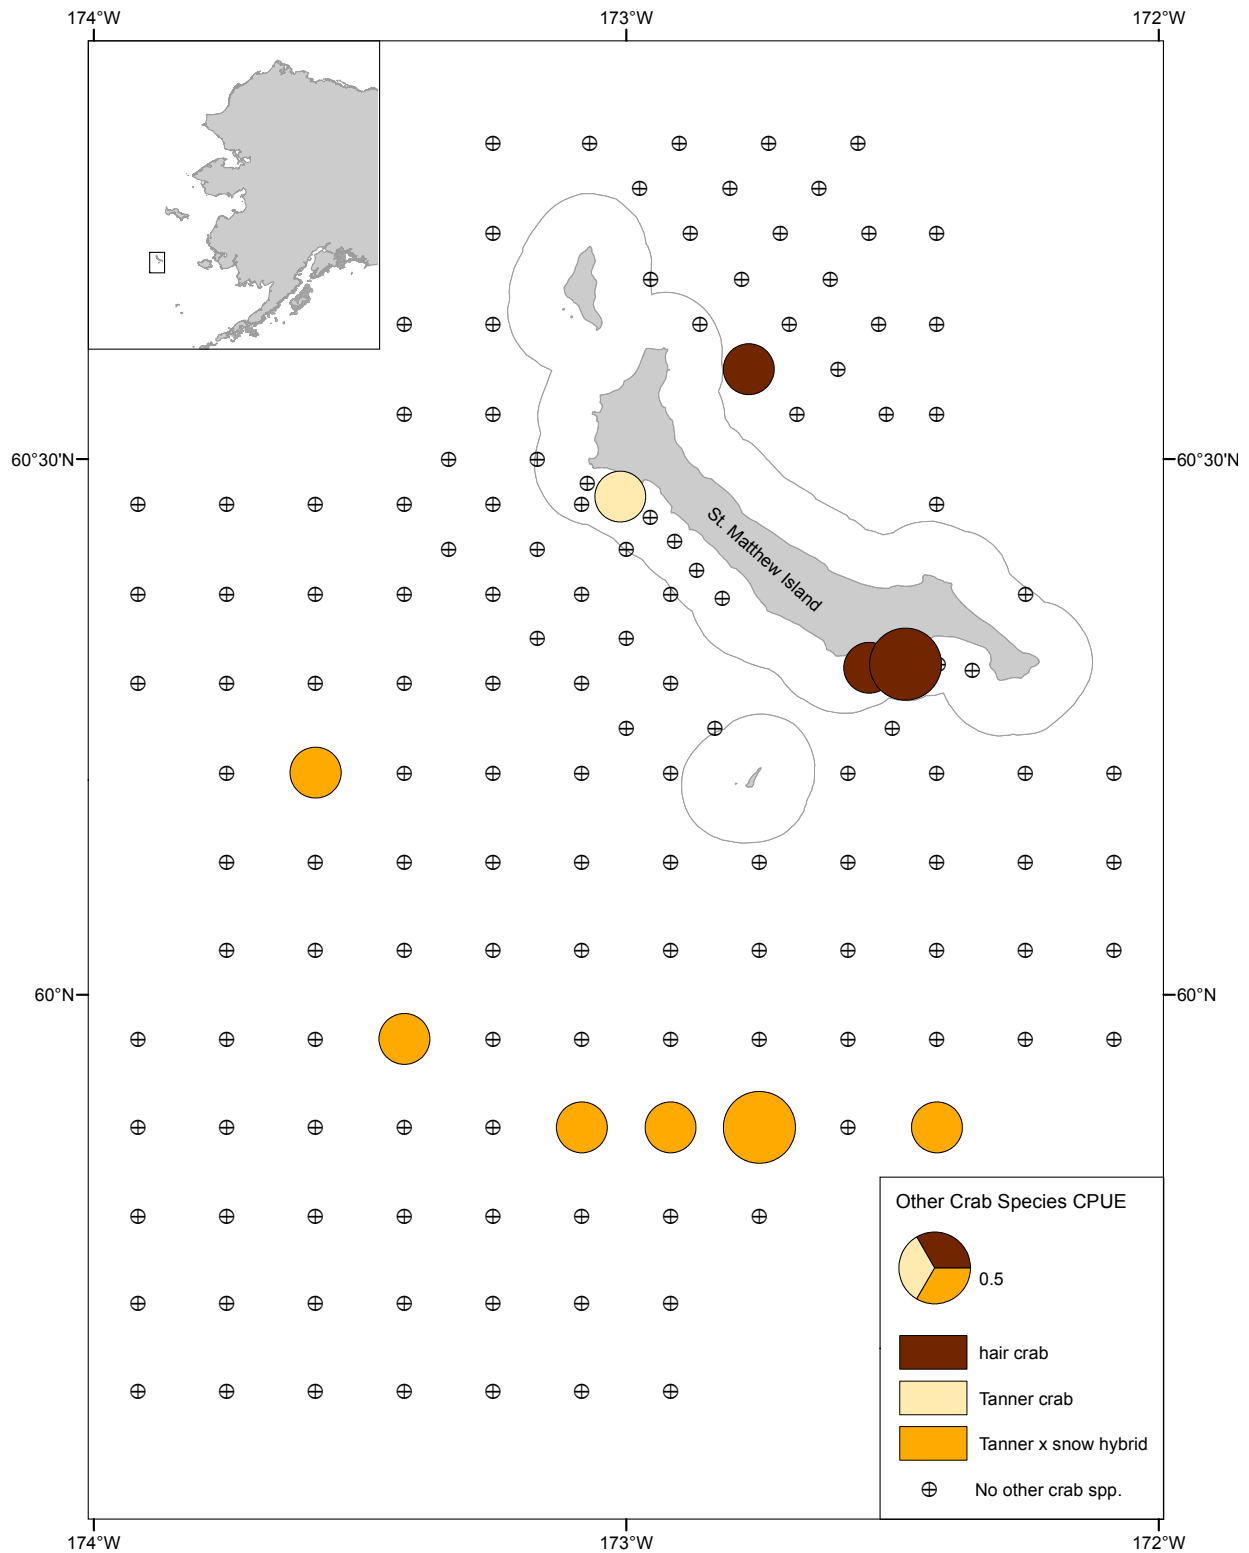 174°W 173°W 172°W
St. Matthew Island
60°30'N 60°30'N
60°N 60°N
Other Crab Species CPUE
0.5
hair crab
Tanner crab
Tanner x snow hybrid
No other crab spp.
174°W 173°W 172°W